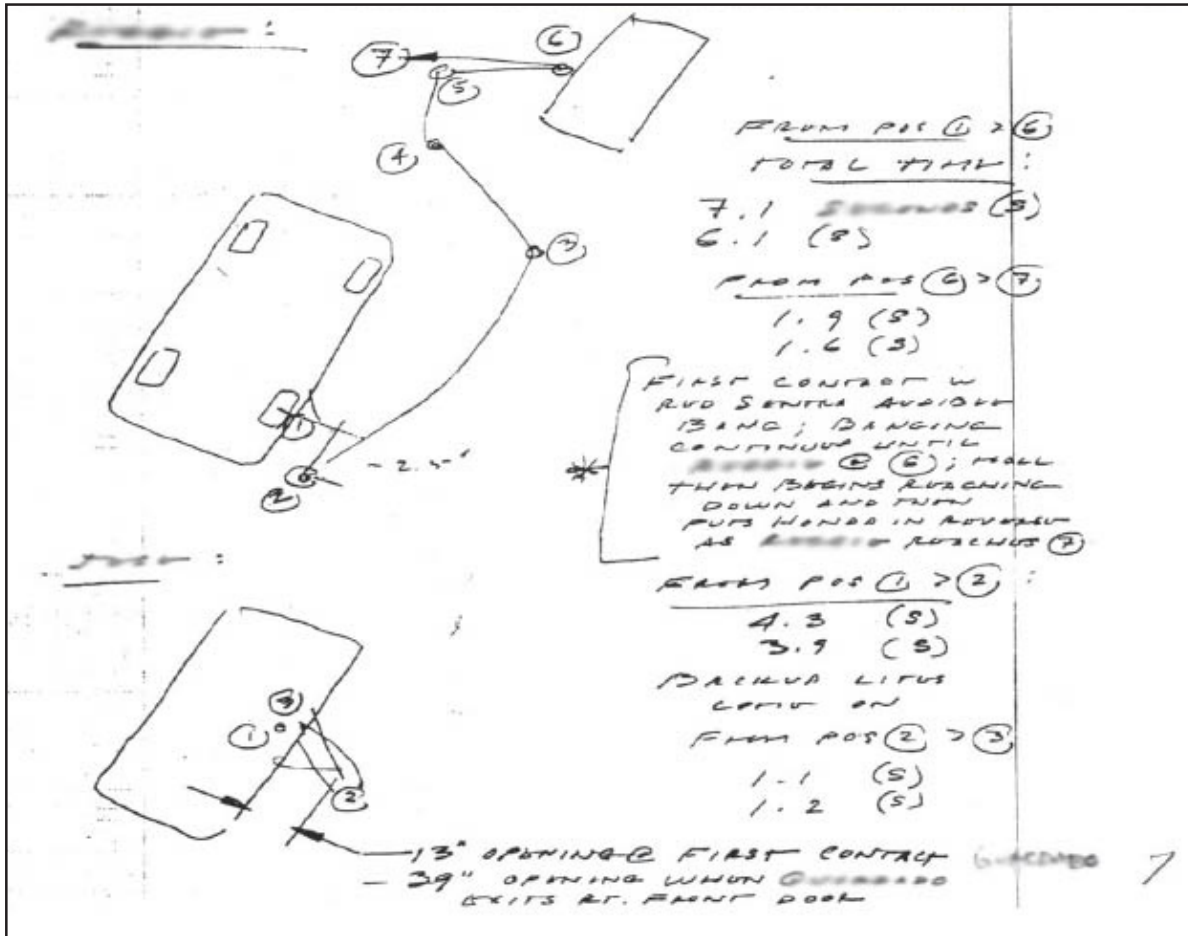 :
7
6
5
4
3
1
2
- 2.5'
FROM POS 1 > 6
TOTAL TIME :
7.1 (S)
6.1 (S)
FROM POS 6 > 7
1.9 (S)
1.6 (S)
FIRST CONTACT W
RED SENTRA AUDIBLE
BANG; BANGING
CONTINUES UNTIL
@ 6;
THEN BEGINS REACHING
DOWN AND THEN
PUTS HONDA IN REVERSE
AS REACHES 7
FROM POS 1 > 2 :
4.3 (S)
3.9 (S)
BACKUP LITES
COME ON
FROM POS 2 > 3
1.1 (S)
1.2 (S)
:
1
2
— 13" OPENING @ FIRST CONTACT
- 39" OPENING WHEN
EXITS RT. FRONT DOOR
7